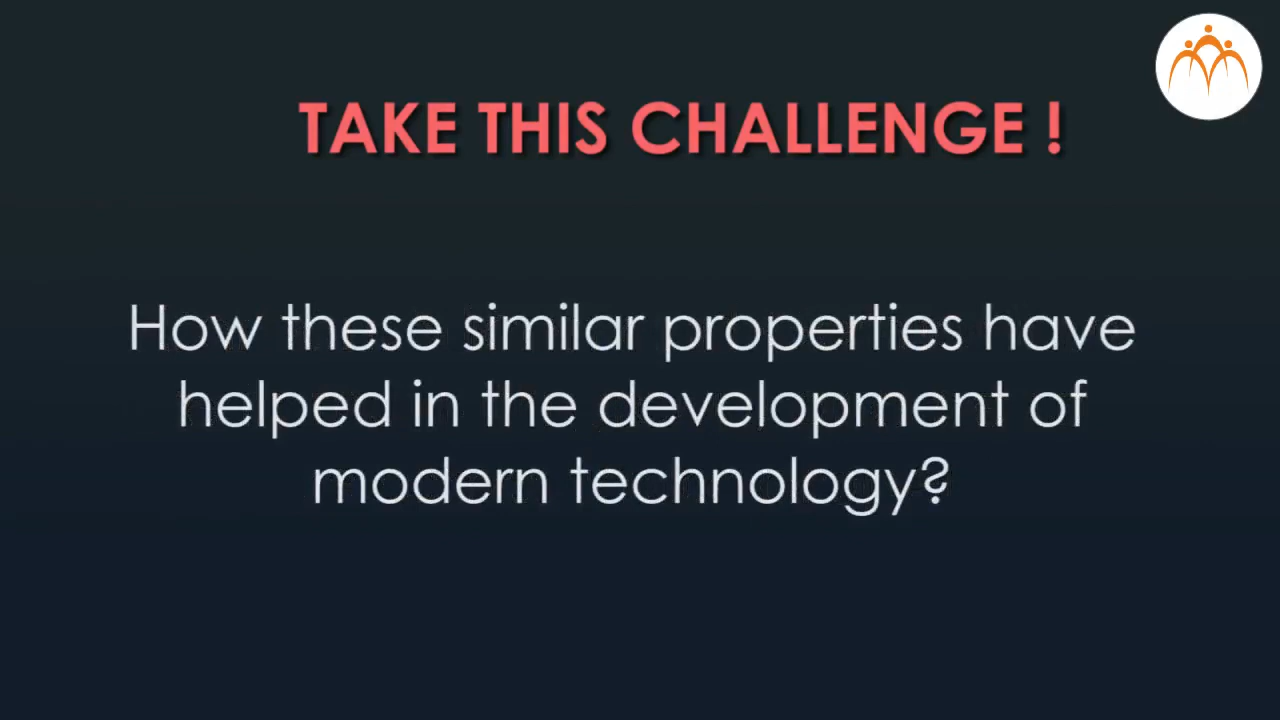 TAKE THIS CHALLENGE !
How these similar properties have
helped in the development of
modern technology?